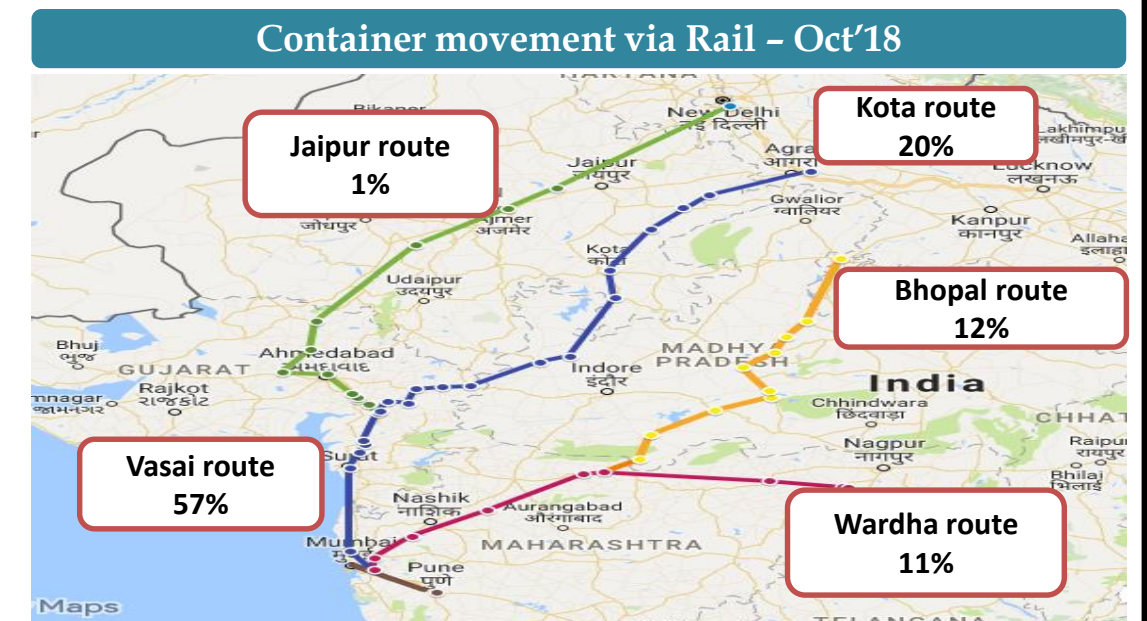 Container movement via Rail – Oct'18
New Delhi
नई दिल्ली
Kota route
20%
Jaipur route
1%
Agra
आगरा
Jaipur
जयपुर
Gwalior
ग्वालियर
Kanpur
कानपुर
लखनऊ
जोधपुर
अजमेर
Kota
Udaipur
उदयपुर
Bhopal route
12%
Bhuj
ભુજ
GUJARAT
Ahmedabad
અમદાવાદ
Rajkot
રાજકોટ
Indore
इंदौर
MADHYA
PRADESH
India
Chhindwara
छिंदवाड़ा
CHHAT
Nagpur
नागपुर
Raipur
रायपुर
Bhilai
भिलाई
Vasai route
57%
Surat
Nashik
नाशिक
Aurangabad
औरंगाबाद
Mumbai
MAHARASHTRA
Pune
पुणे
Wardha route
11%
Maps